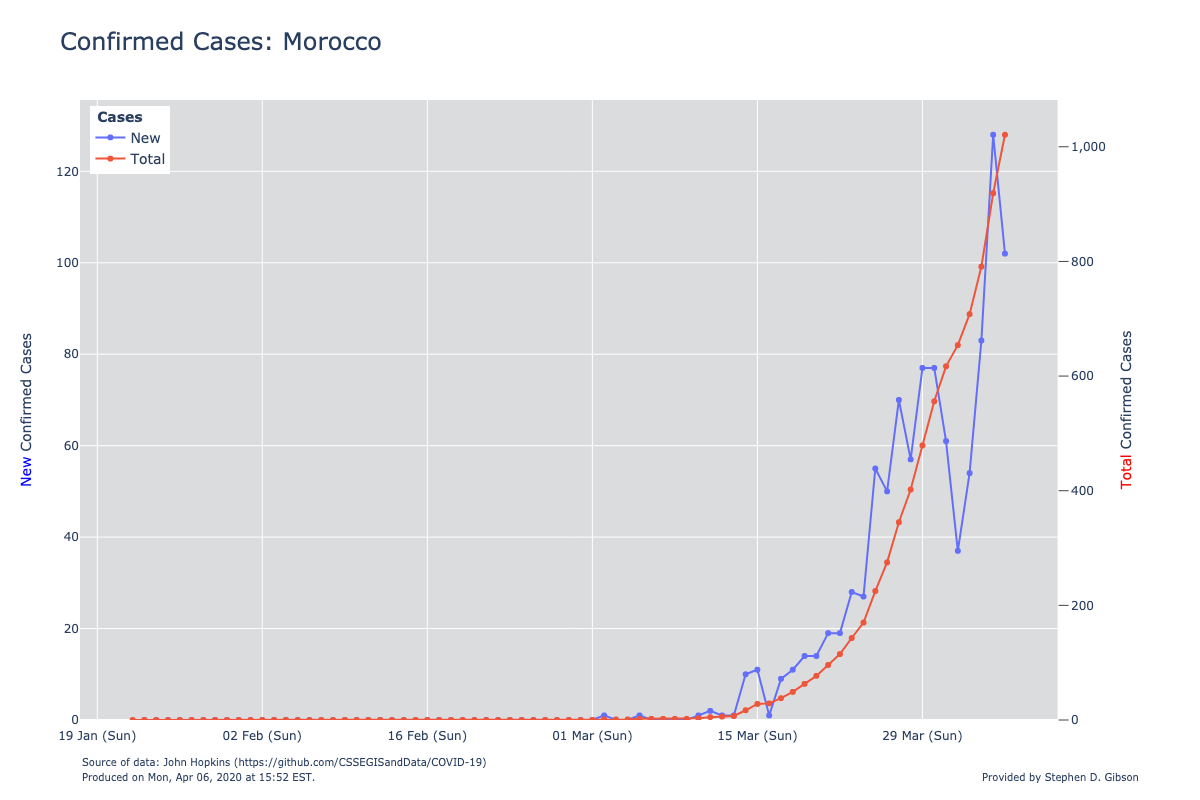 Confirmed Cases: Morocco
Cases
New
Total
120
100
80
60
40
20
0
1,000
800
600
400
200
0
New Confirmed Cases
Total Confirmed Cases
19 Jan (Sun)
02 Feb (Sun)
16 Feb (Sun)
01 Mar (Sun)
15 Mar (Sun)
29 Mar (Sun)
Source of data: John Hopkins (https://github.com/CSSEGISandData/COVID-19)
Produced on Mon, Apr 06, 2020 at 15:52 EST.
Provided by Stephen D. Gibson